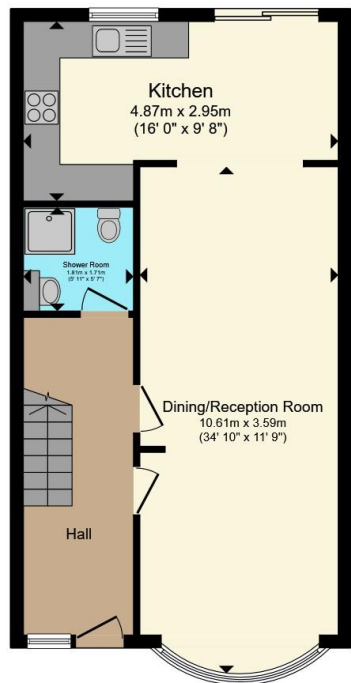 Kitchen
4.87m x 2.95m
(16' 0" x 9' 8")
Shower Room
1.81m x 1.71m
(5' 11" x 5' 7")
Dining/Reception Room
10.61m x 3.59m
(34' 10" x 11' 9")
Hall